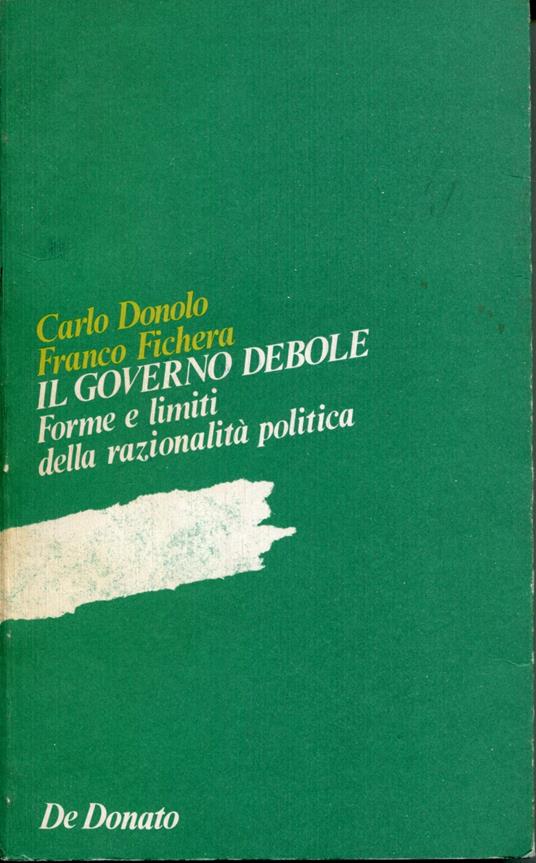 Carlo Donolo
Franco Fichera
IL GOVERNO DEBOLE
Forme e limiti
della razionalità politica
De Donato